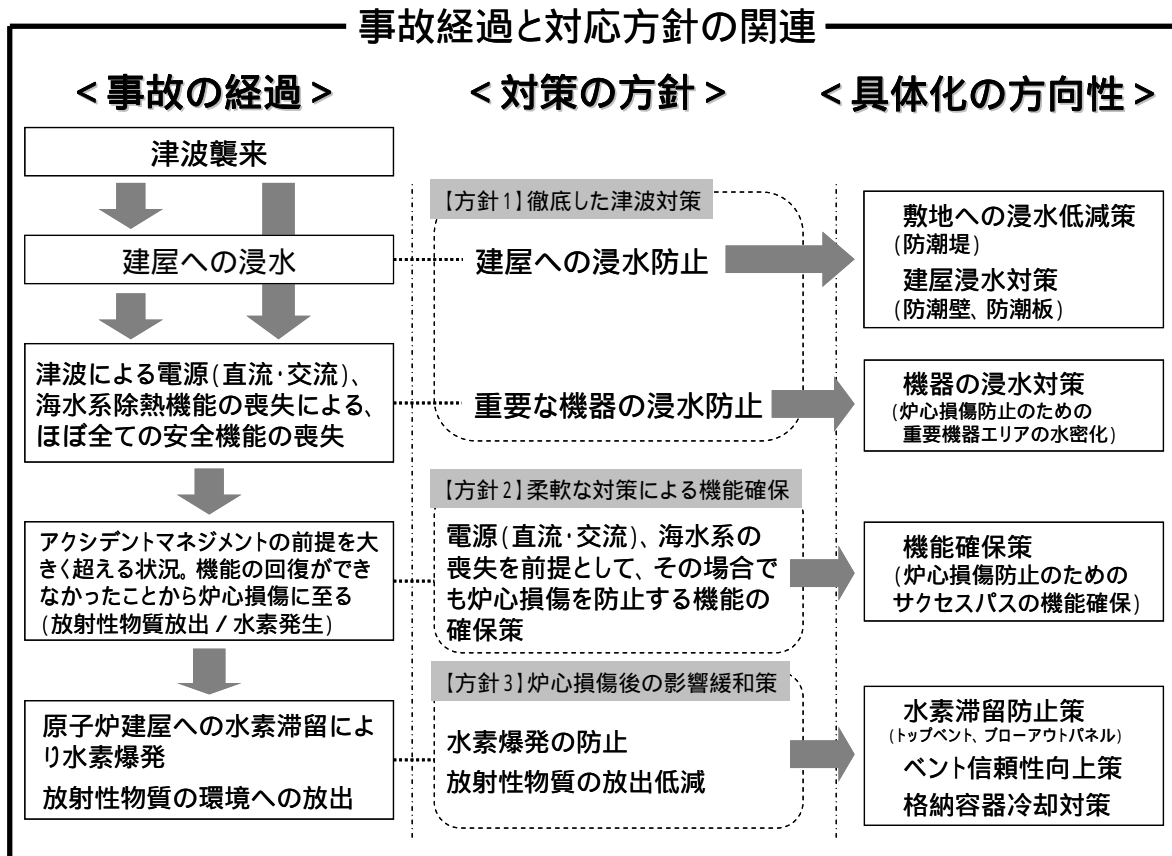 事故経過と対応方針の関連
<事故の経過>
<対策の方針>
<具体化の方向性>
津波襲来
建屋への浸水
津波による電源(直流･交流)、
海水系除熱機能の喪失による、
ほぼ全ての安全機能の喪失
アクシデントマネジメントの前提を大
きく超える状況。機能の回復ができ
なかったことから炉心損傷に至る
(放射性物質放出 / 水素発生)
原子炉建屋への水素滞留によ
り水素爆発
放射性物質の環境への放出
【方針1】徹底した津波対策
建屋への浸水防止
重要な機器の浸水防止
【方針2】柔軟な対策による機能確保
電源(直流･交流)、海水系の
喪失を前提として、その場合で
も炉心損傷を防止する機能の
確保策
【方針3】炉心損傷後の影響緩和策
水素爆発の防止
放射性物質の放出低減
敷地への浸水低減策
(防潮堤)
建屋浸水対策
(防潮壁、防潮板)
機器の浸水対策
(炉心損傷防止のための
重要機器エリアの水密化)
機能確保策
(炉心損傷防止のための
サクセスパスの機能確保)
水素滞留防止策
(トップベント、ブローアウトパネル)
ベント信頼性向上策
格納容器冷却対策